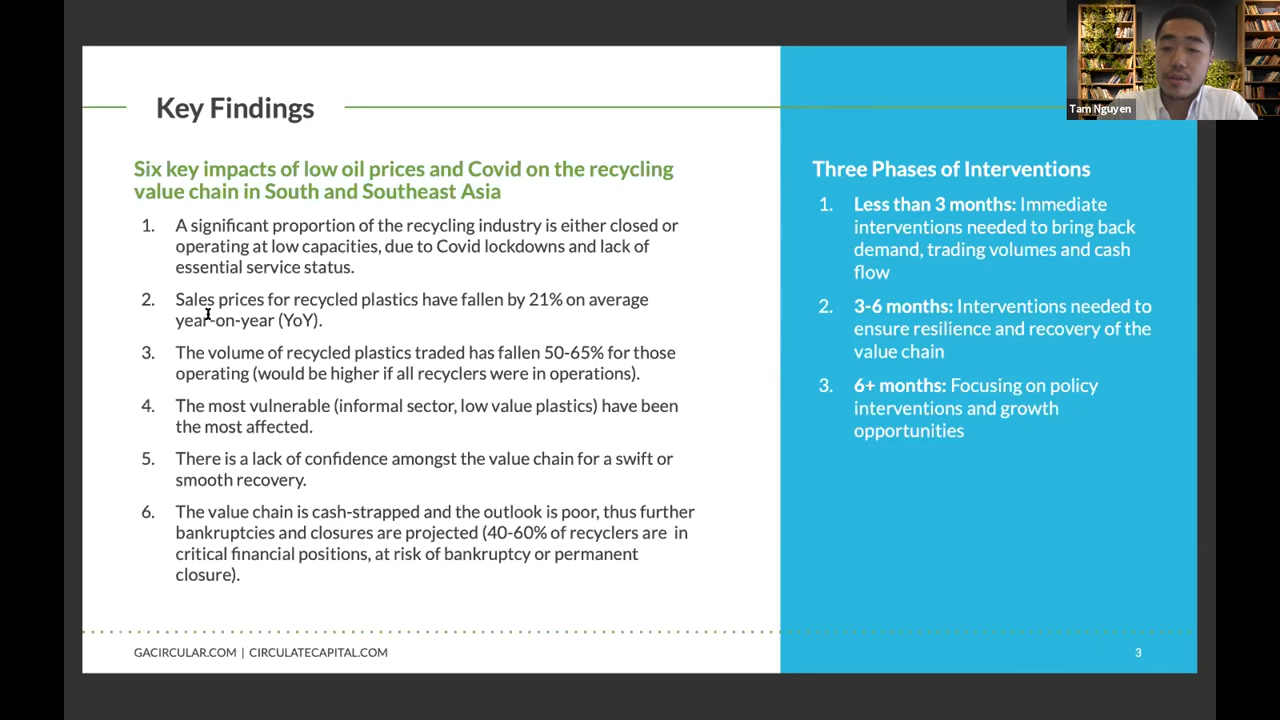 Key Findings
Six key impacts of low oil prices and Covid on the recycling
value chain in South and Southeast Asia
1. A significant proportion of the recycling industry is either closed or
operating at low capacities, due to Covid lockdowns and lack of
essential service status.
2. Sales prices for recycled plastics have fallen by 21% on average
year-on-year (YoY).
3. The volume of recycled plastics traded has fallen 50-65% for those
operating (would be higher if all recyclers were in operations).
4. The most vulnerable (informal sector, low value plastics) have been
the most affected.
5. There is a lack of confidence amongst the value chain for a swift or
smooth recovery.
6. The value chain is cash-strapped and the outlook is poor, thus further
bankruptcies and closures are projected (40-60% of recyclers are in
critical financial positions, at risk of bankruptcy or permanent
closure).
Three Phases of Interventions
1. Less than 3 months: Immediate
interventions needed to bring back
demand, trading volumes and cash
flow
2. 3-6 months: Interventions needed to
ensure resilience and recovery of the
value chain
3. 6+ months: Focusing on policy
interventions and growth
opportunities
GACIRCULAR.COM | CIRCULATECAPITAL.COM
3
Tam Nguyen